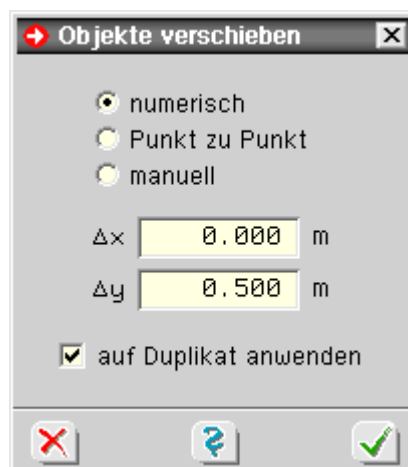 Objekte verschieben
numerisch
Punkt zu Punkt
manuell
Δx 0.000 m
Δy 0.500 m
auf Duplikat anwenden